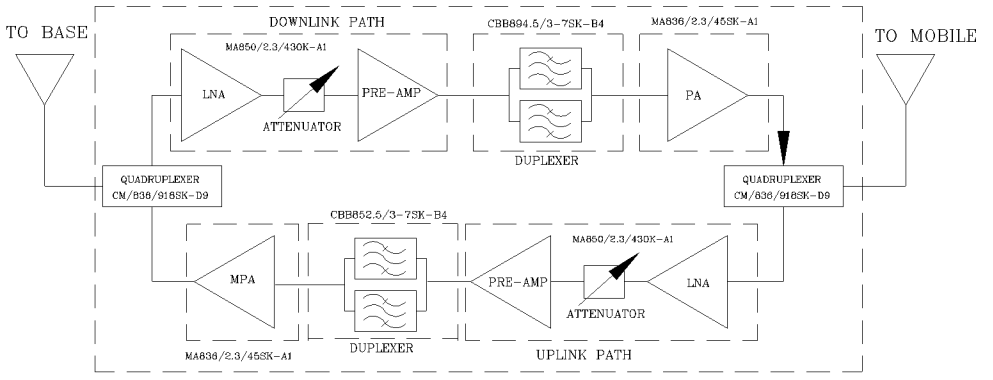 DOWNLINK PATH
CBB894.5/3-7SK-B4
MA836/2.3/45SK-A1
TO BASE
TO MOBILE
MA850/2.3/430K-A1
LNA
PRE-AMP
PA
ATTENUATOR
DUPLEXER
QUADRUPLEXER
CM/836/918SK-D9
QUADRUPLEXER
CM/836/918SK-D9
CBB852.5/3-7SK-B4
MA850/2.3/430K-A1
MPA
PRE-AMP
LNA
ATTENUATOR
DUPLEXER
MA836/2.3/45SK-A1
UPLINK PATH